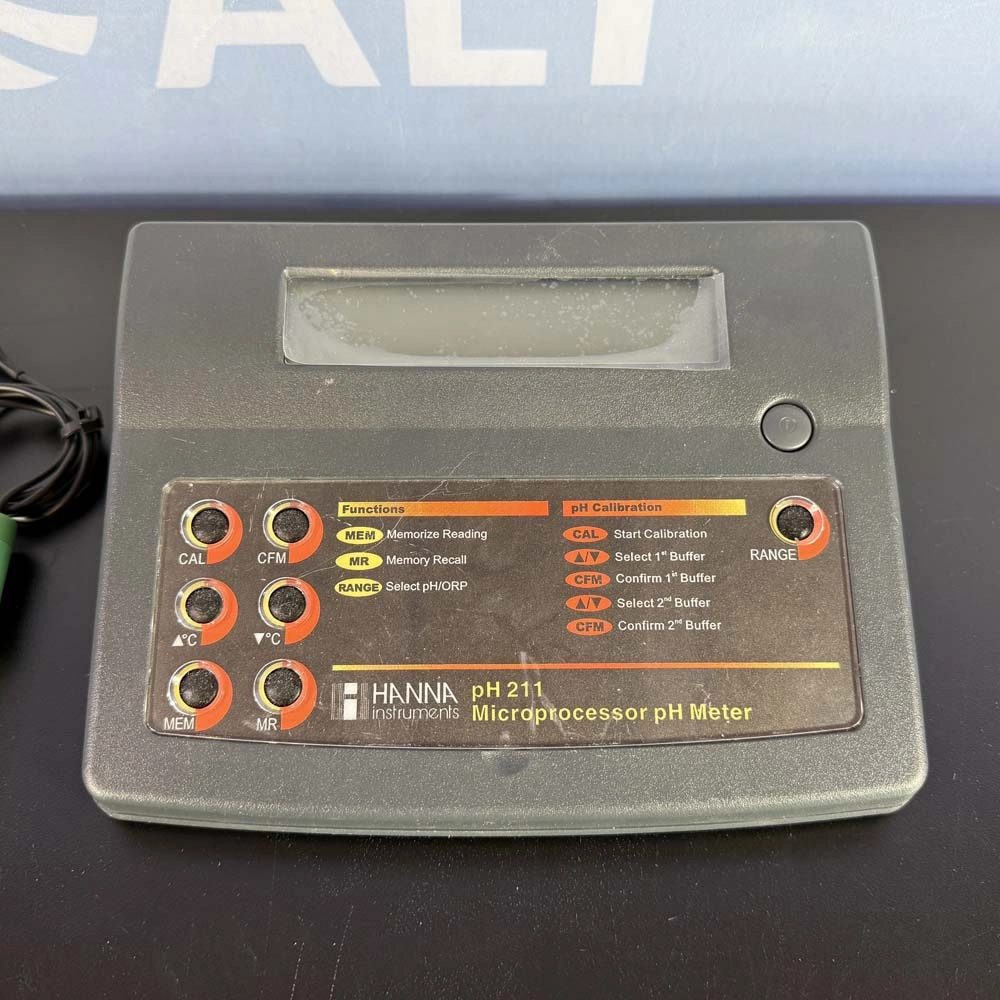 ALT
Functions
MEM Memorize Reading
MR Memory Recall
RANGE Select pH/ORP
pH Calibration
CAL Start Calibration
▲/▼ Select 1st Buffer
CFM Confirm 1st Buffer
▲/▼ Select 2nd Buffer
CFM Confirm 2nd Buffer
CAL
CFM
RANGE
▲°C
▼°C
MEM
MR
HANNA
instruments
pH 211
Microprocessor pH Meter